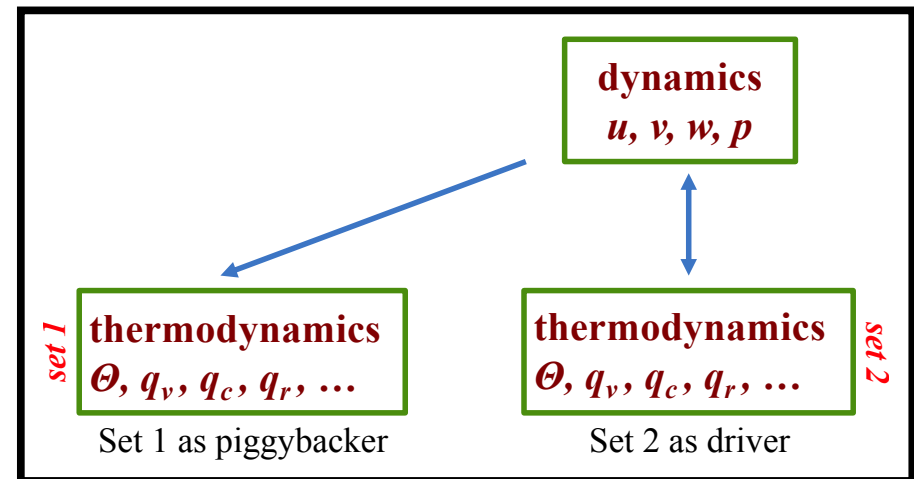 dynamics
u, v, w, p
set 1
thermodynamics
Θ, qv, qc, qr, …
Set 1 as piggybacker
thermodynamics
Θ, qv, qc, qr, …
set 2
Set 2 as driver